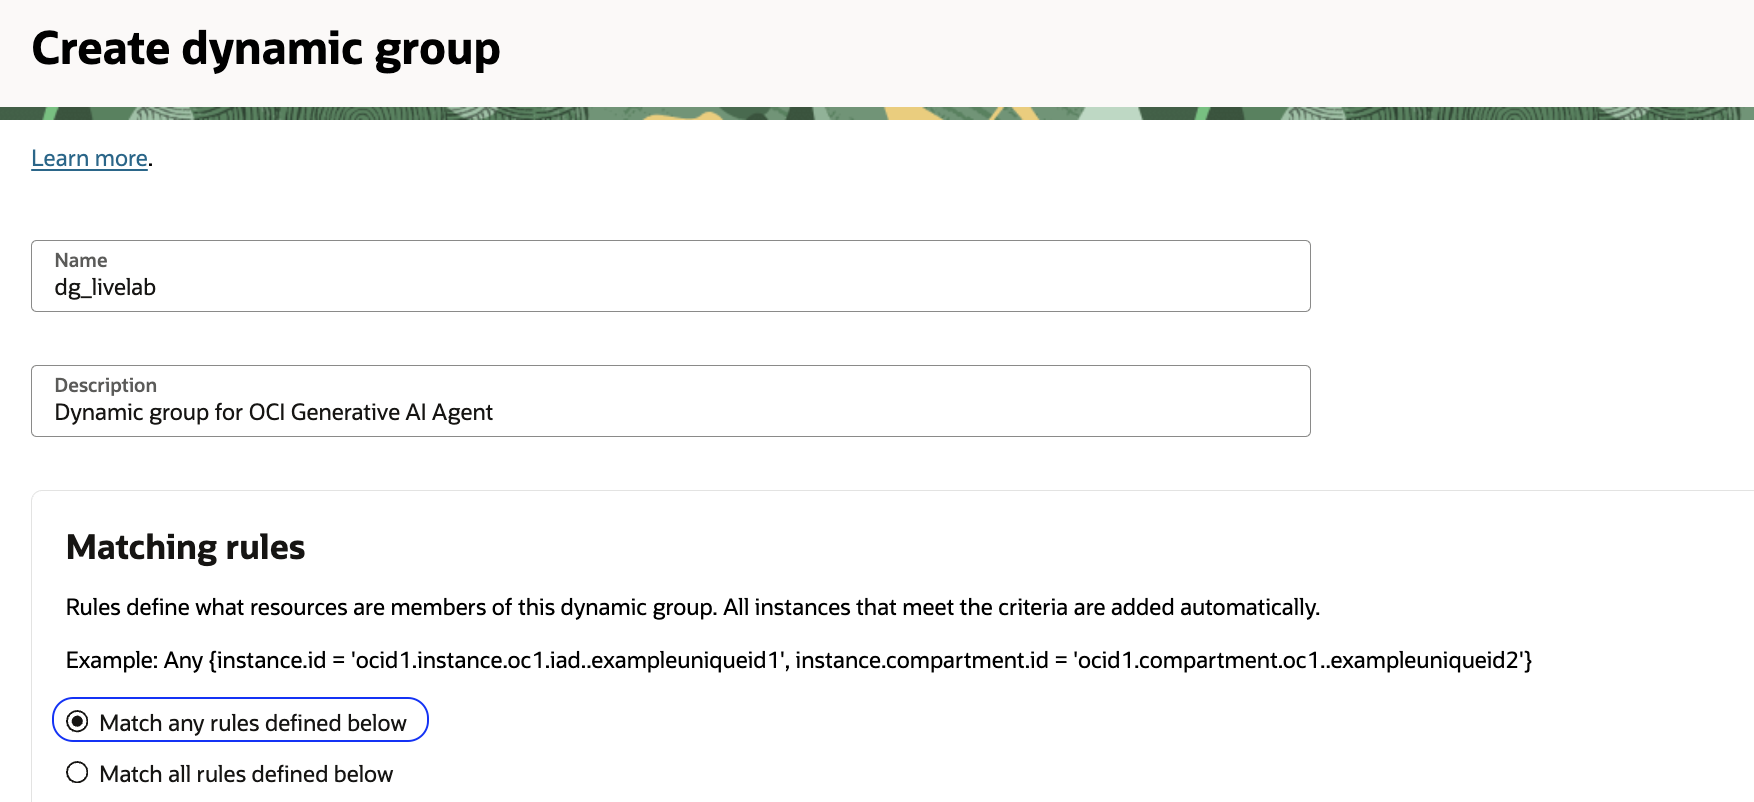 Create dynamic group
Learn more.
Name
dg_livelab
Description
Dynamic group for OCI Generative AI Agent
Matching rules
Rules define what resources are members of this dynamic group. All instances that meet the criteria are added automatically.
Example: Any {instance.id = 'ocid1.instance.oc1.iad..exampleuniqueid1', instance.compartment.id = 'ocid1.compartment.oc1..exampleuniqueid2'}
Match any rules defined below
Match all rules defined below